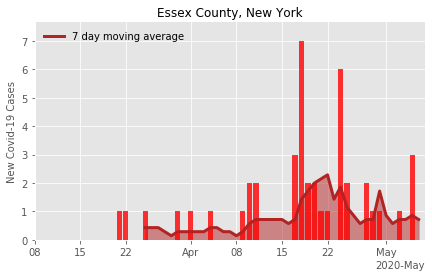 Essex County, New York
7 day moving average
New Covid-19 Cases
7
6
5
4
3
2
1
0
08 15 22 Apr 08 15 22 May
2020-May